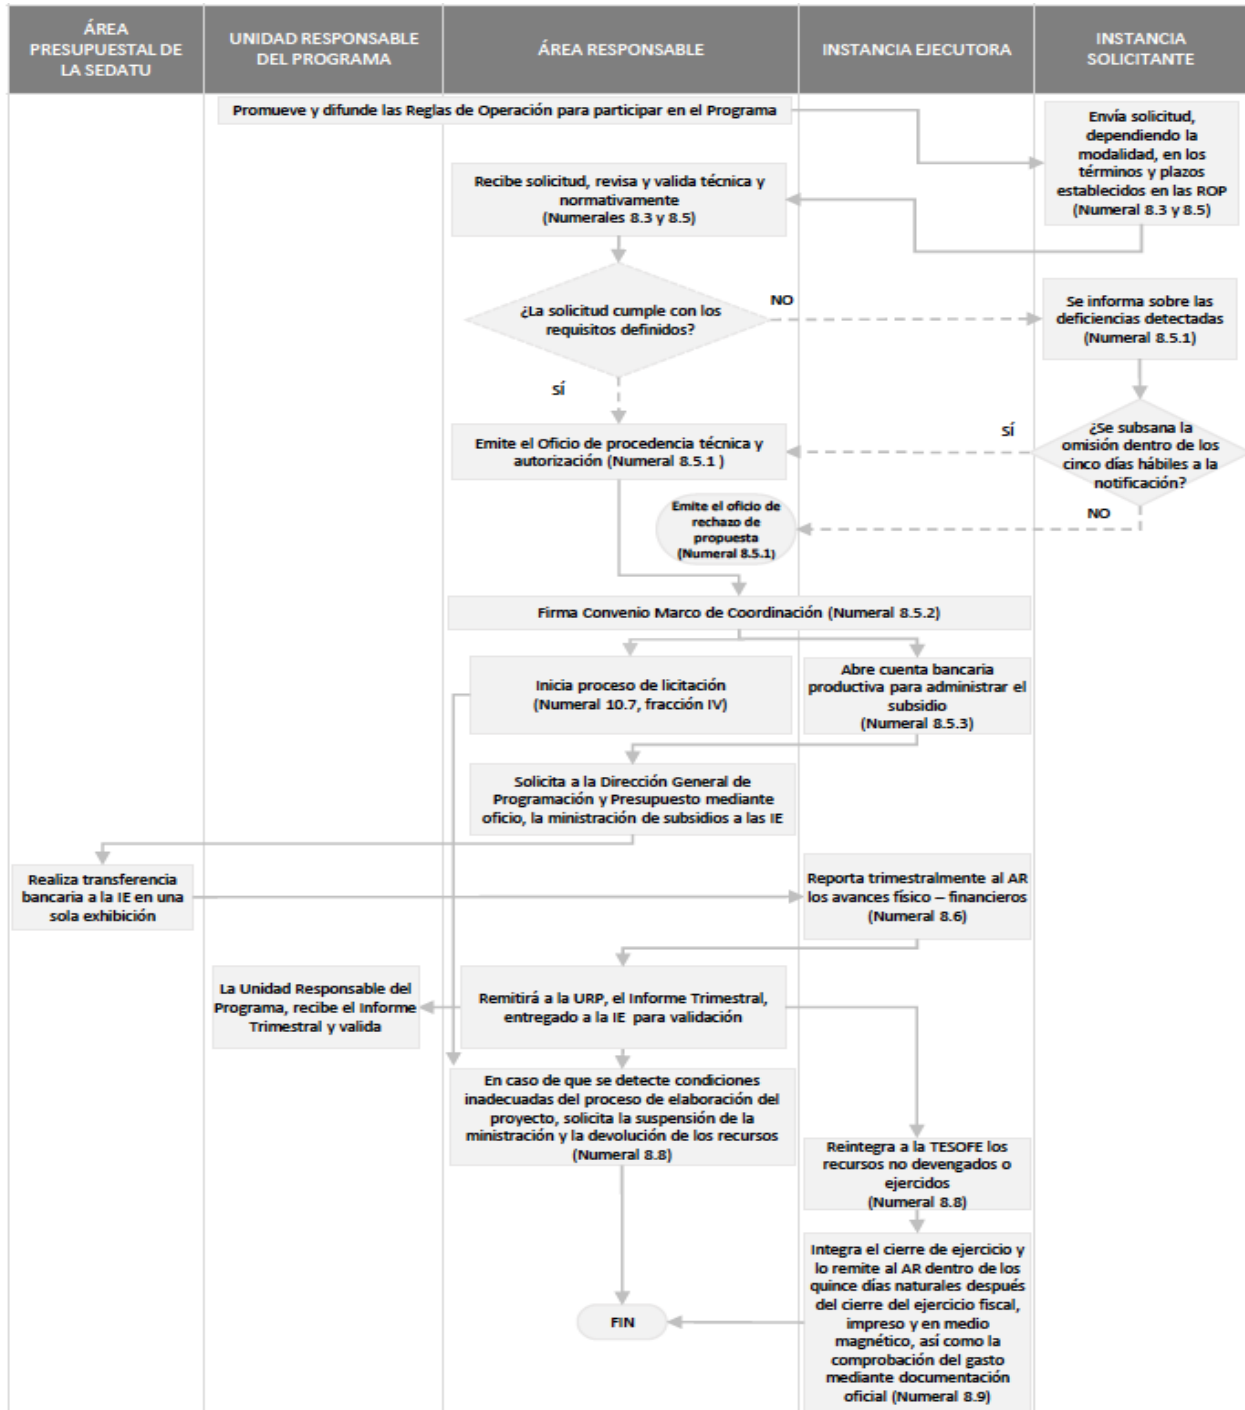 ÁREA
PRESUPUESTAL DE
LA SEDATU
UNIDAD RESPONSABLE
DEL PROGRAMA
ÁREA RESPONSABLE
INSTANCIA EJECUTORA
INSTANCIA
SOLICITANTE
Promueve y difunde las Reglas de Operación para participar en el Programa
Envía solicitud,
dependiendo la
modalidad, en los
términos y plazos
establecidos en las ROP
(Numeral 8.3 y 8.5)
Recibe solicitud, revisa y valida técnica y
normativamente
(Numerales 8.3 y 8.5)
¿La solicitud cumple con los
requisitos definidos?
NO
Se informa sobre las
deficiencias detectadas
(Numeral 8.5.1)
SÍ
Emite el Oficio de procedencia técnica y
autorización (Numeral 8.5.1 )
SÍ
¿Se subsana la
omisión dentro de los
cinco días hábiles a la
notificación?
NO
Emite el oficio de
rechazo de
propuesta
(Numeral 8.5.1)
Firma Convenio Marco de Coordinación (Numeral 8.5.2)
Inicia proceso de licitación
(Numeral 10.7, fracción IV)
Abre cuenta bancaria
productiva para administrar el
subsidio
(Numeral 8.5.3)
Solicita a la Dirección General de
Programación y Presupuesto mediante
oficio, la ministración de subsidios a las IE
Realiza transferencia
bancaria a la IE en una
sola exhibición
Reporta trimestralmente al AR
los avances físico – financieros
(Numeral 8.6)
La Unidad Responsable del
Programa, recibe el Informe
Trimestral y valida
Remitirá a la URP, el Informe Trimestral,
entregado a la IE para validación
En caso de que se detecte condiciones
inadecuadas del proceso de elaboración del
proyecto, solicita la suspensión de la
ministración y la devolución de los recursos
(Numeral 8.8)
Reintegra a la TESOFE los
recursos no devengados o
ejercidos
(Numeral 8.8)
Integra el cierre de ejercicio y
lo remite al AR dentro de los
quince días naturales después
del cierre del ejercicio fiscal,
impreso y en medio
magnético, así como la
comprobación del gasto
mediante documentación
oficial (Numeral 8.9)
FIN